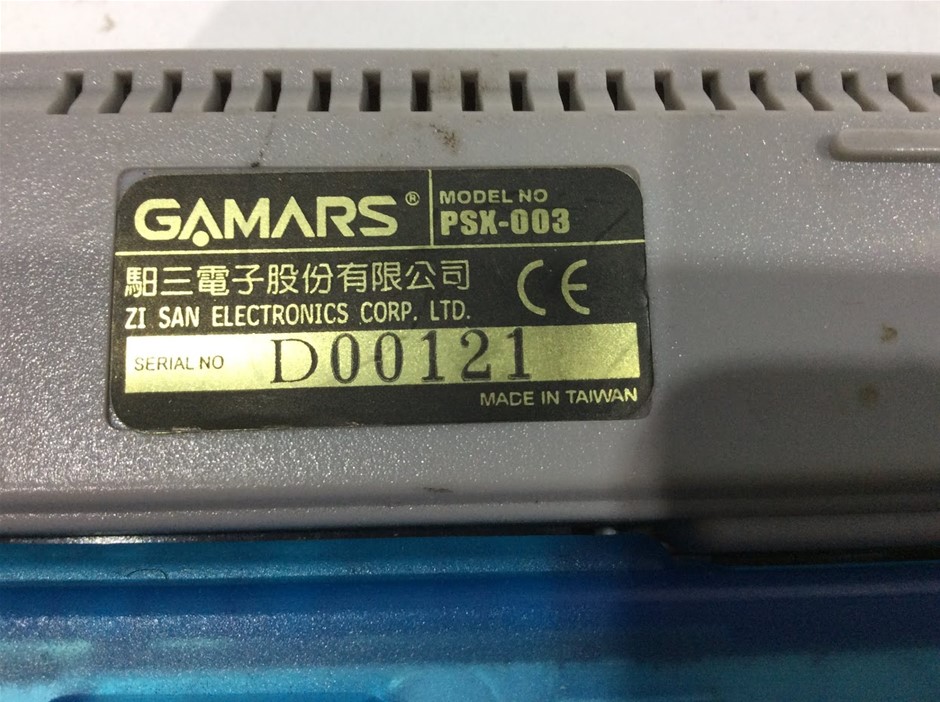 GAMARS®
MODEL NO
PSX-003
馹三電子股份有限公司
CE
ZI SAN ELECTRONICS CORP. LTD.
SERIAL NO D00121
MADE IN TAIWAN